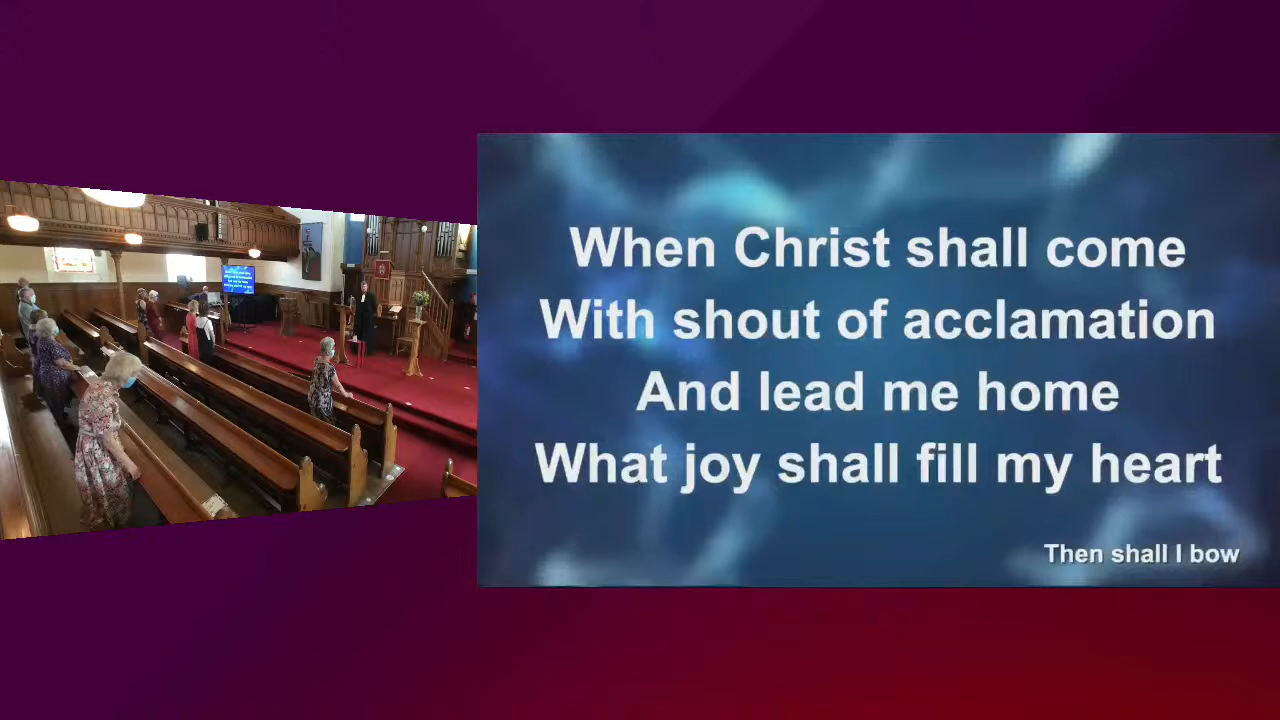 When Christ shall come
With shout of acclamation
And lead me home
What joy shall fill my heart
Then shall I bow